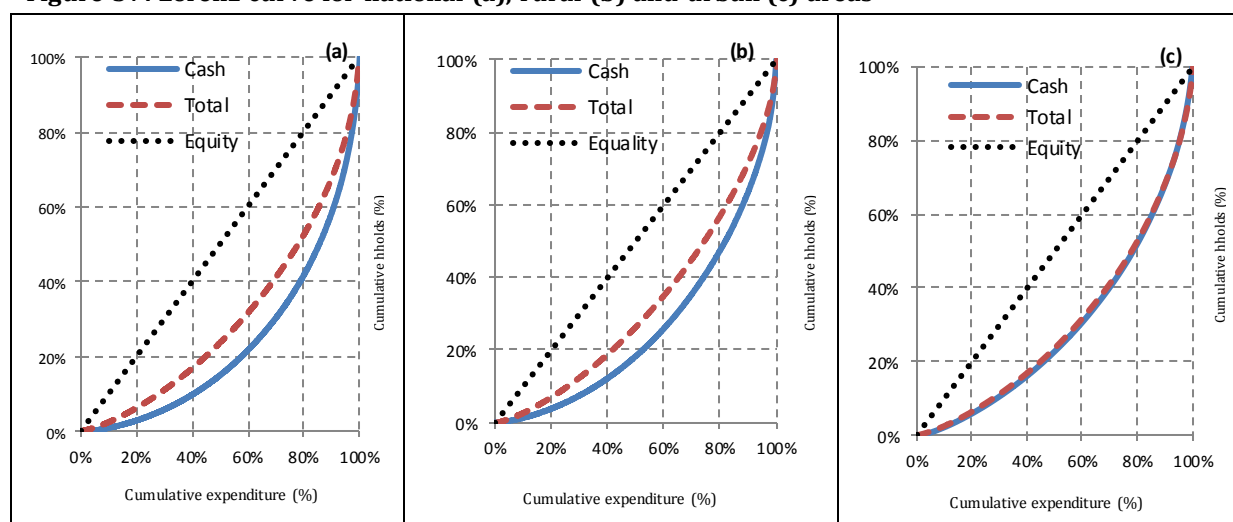 Figure Lorenz curve for national (a), rural (b) and urban (c) areas
(a)
Cash
Total
Equity
100%
80%
60%
40%
20%
0%
0% 20% 40% 60% 80% 100%
Cumulative expenditure (%)
Cumulative hholds (%)
(b)
Cash
Total
Equality
100%
80%
60%
40%
20%
0%
0% 20% 40% 60% 80% 100%
Cumulative expenditure (%)
Cumulative hholds (%)
(c)
Cash
Total
Equity
100%
80%
60%
40%
20%
0%
0% 20% 40% 60% 80% 100%
Cumulative expenditure (%)
Cumulative hholds (%)